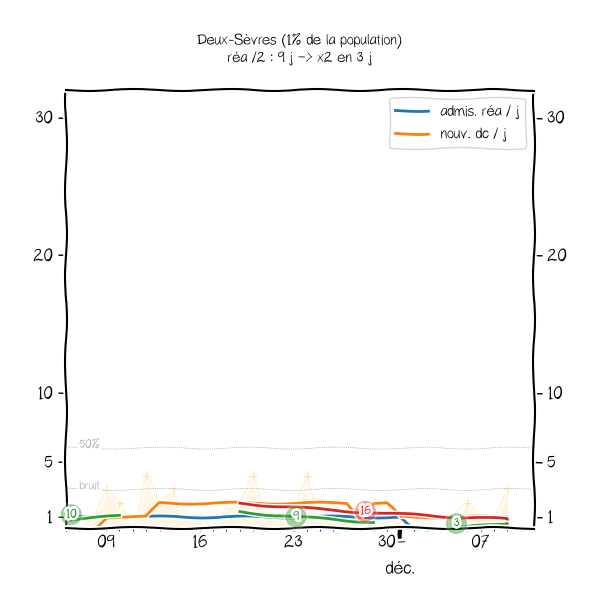 Deux-Sèvres (1% de la population)
réa /2 : 9 j -> x2 en 3 j
admis. réa / j
nouv. dc / j
30 30
20 20
10 10
50%
5 5
bruit
1 10 9 16 3 1
09 16 23 30 07
déc.